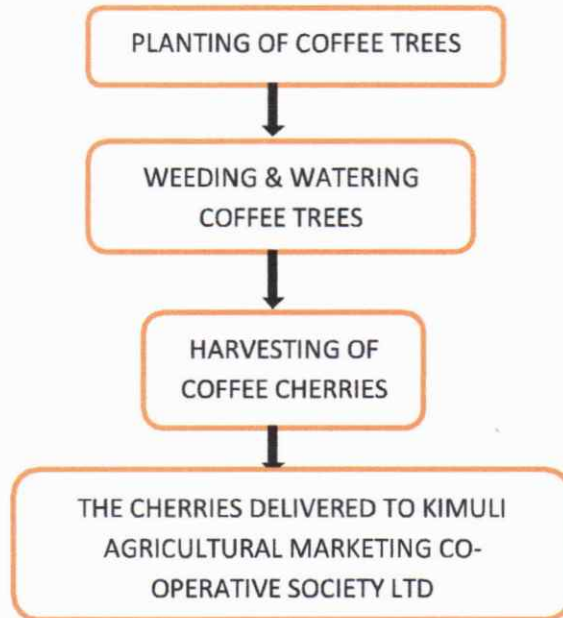 PLANTING OF COFFEE TREES
WEEDING & WATERING
COFFEE TREES
HARVESTING OF
COFFEE CHERRIES
THE CHERRIES DELIVERED TO KIMULI
AGRICULTURAL MARKETING CO-
OPERATIVE SOCIETY LTD